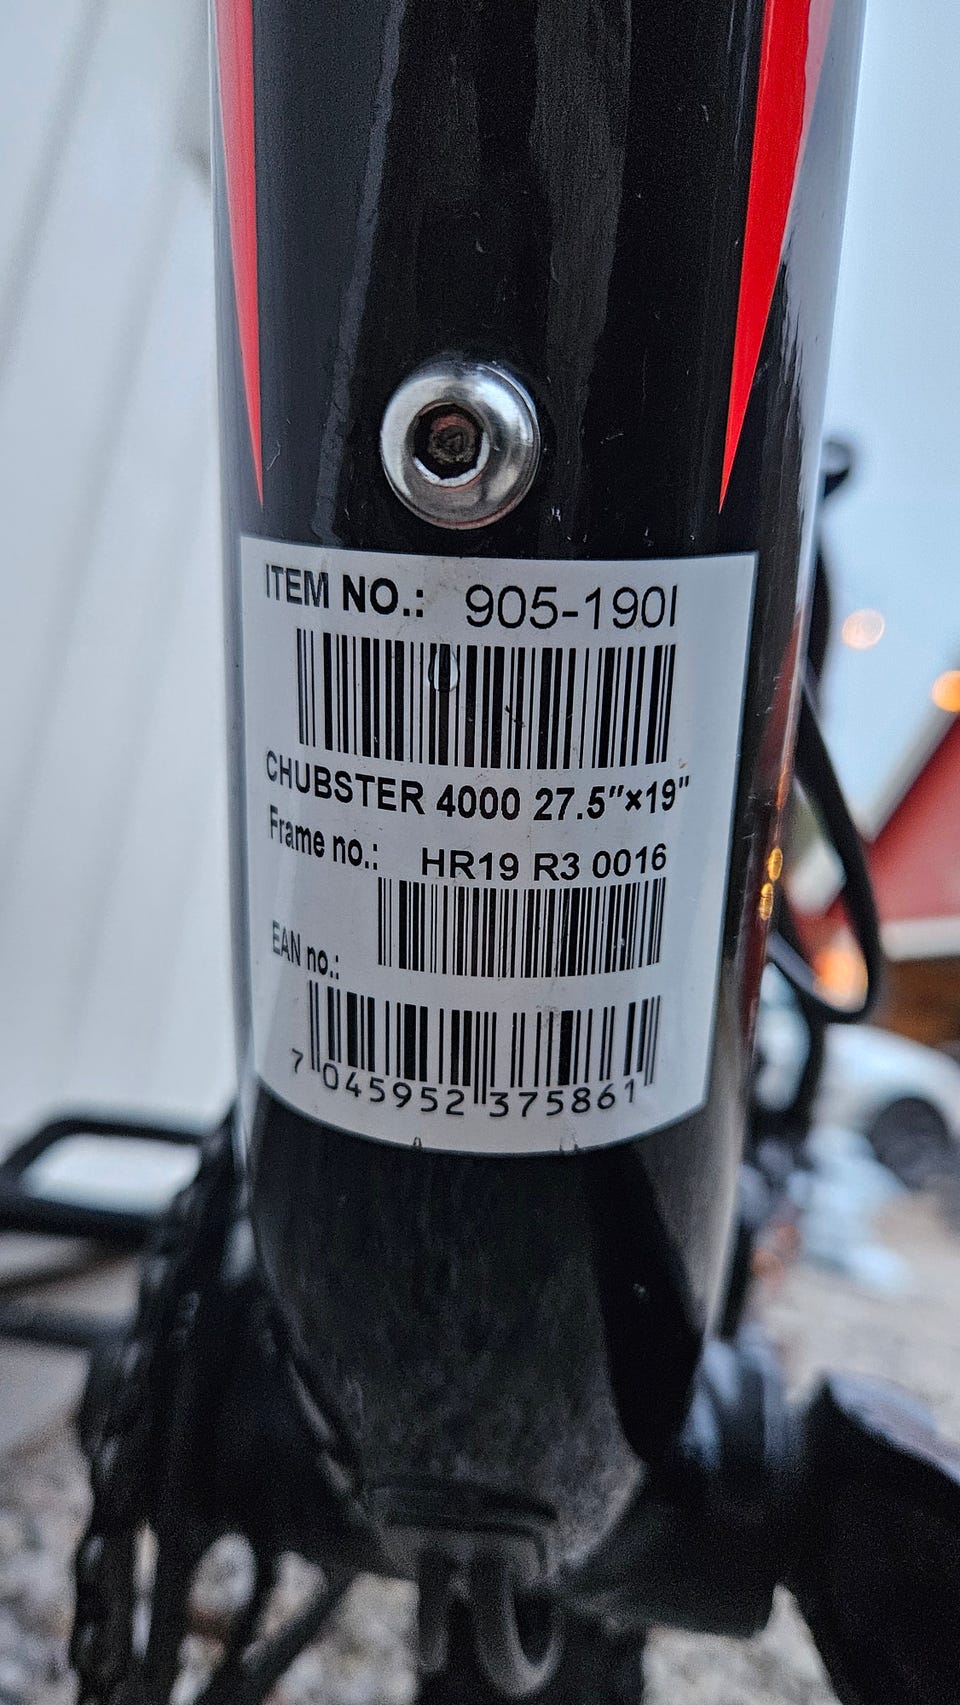 ITEM NO.: 905-190I
CHUBSTER 4000 27.5"×19"
Frame no.: HR19 R3 0016
EAN no.:
7 045952 375861